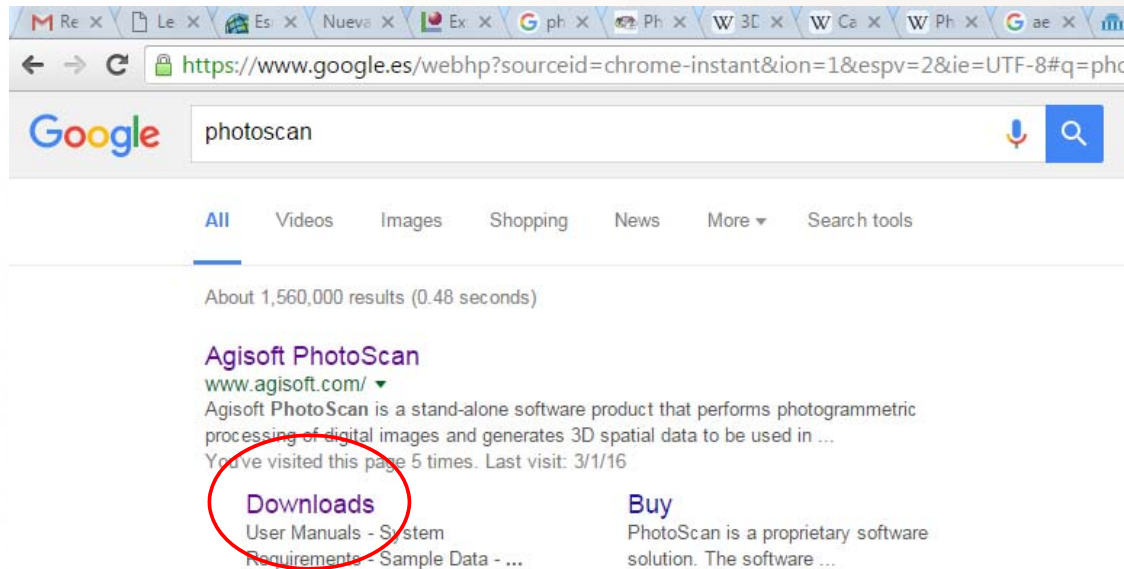 Re Le Es Nueva Ex ph Ph 3D Ca Ph ae
https://www.google.es/webhp?sourceid=chrome-instant&ion=1&espv=2&ie=UTF-8#q=pho
Google photoscan
All Videos Images Shopping News More Search tools
About 1,560,000 results (0.48 seconds)
Agisoft PhotoScan
www.agisoft.com/
Agisoft PhotoScan is a stand-alone software product that performs photogrammetric
processing of digital images and generates 3D spatial data to be used in ...
You've visited this page 5 times. Last visit: 3/1/16
Downloads
User Manuals - System
Requirements - Sample Data - ...
Buy
PhotoScan is a proprietary software
solution. The software ...